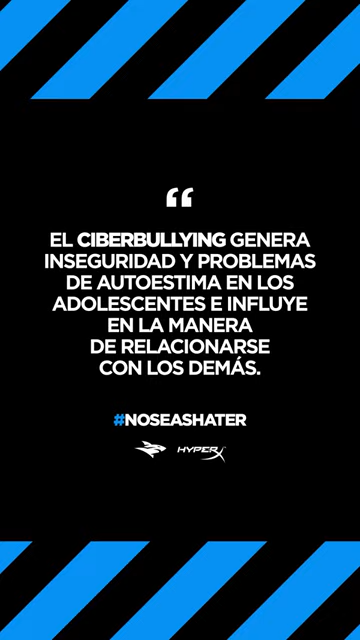 “
EL CIBERBULLYING GENERA
INSEGURIDAD Y PROBLEMAS
DE AUTOESTIMA EN LOS
ADOLESCENTES E INFLUYE
EN LA MANERA
DE RELACIONARSE
CON LOS DEMÁS.
#NOSEASHATER
HYPERX